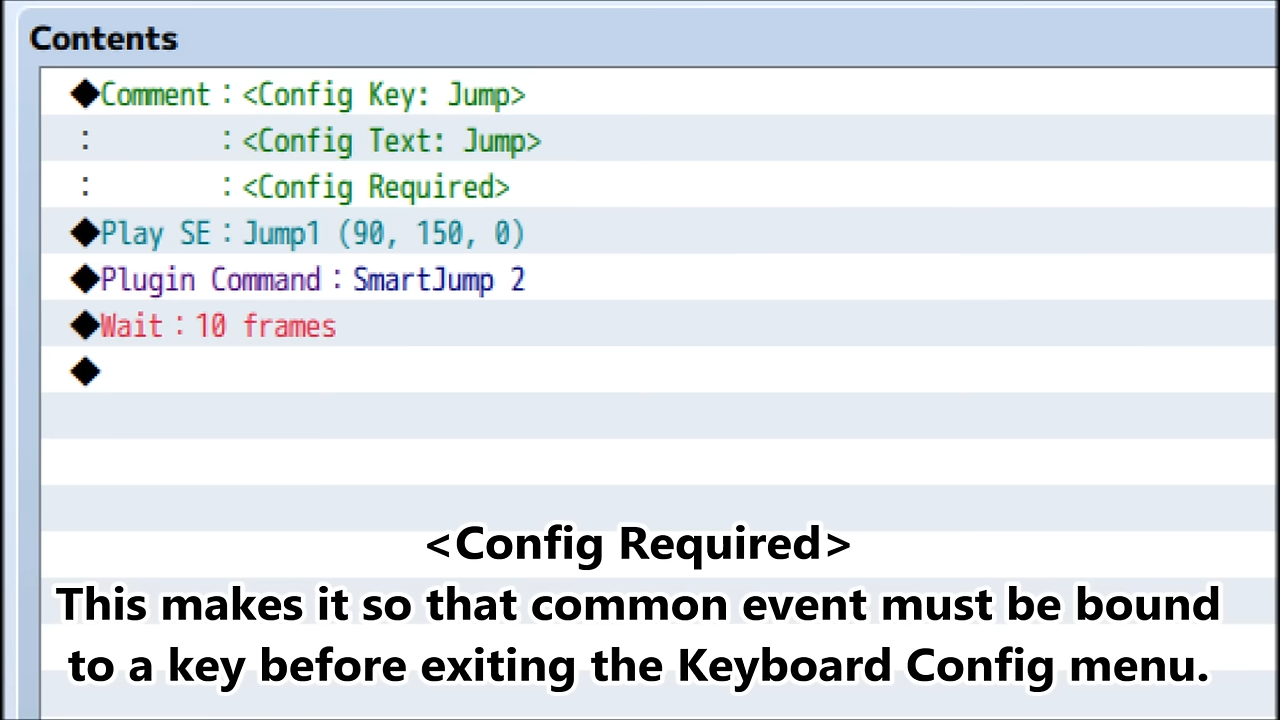 Contents
◆Comment：<Config Key: Jump>
：　　　：<Config Text: Jump>
：　　　：<Config Required>
◆Play SE：Jump1 (90, 150, 0)
◆Plugin Command：SmartJump 2
◆Wait：10 frames
◆
<Config Required>
This makes it so that common event must be bound
to a key before exiting the Keyboard Config menu.